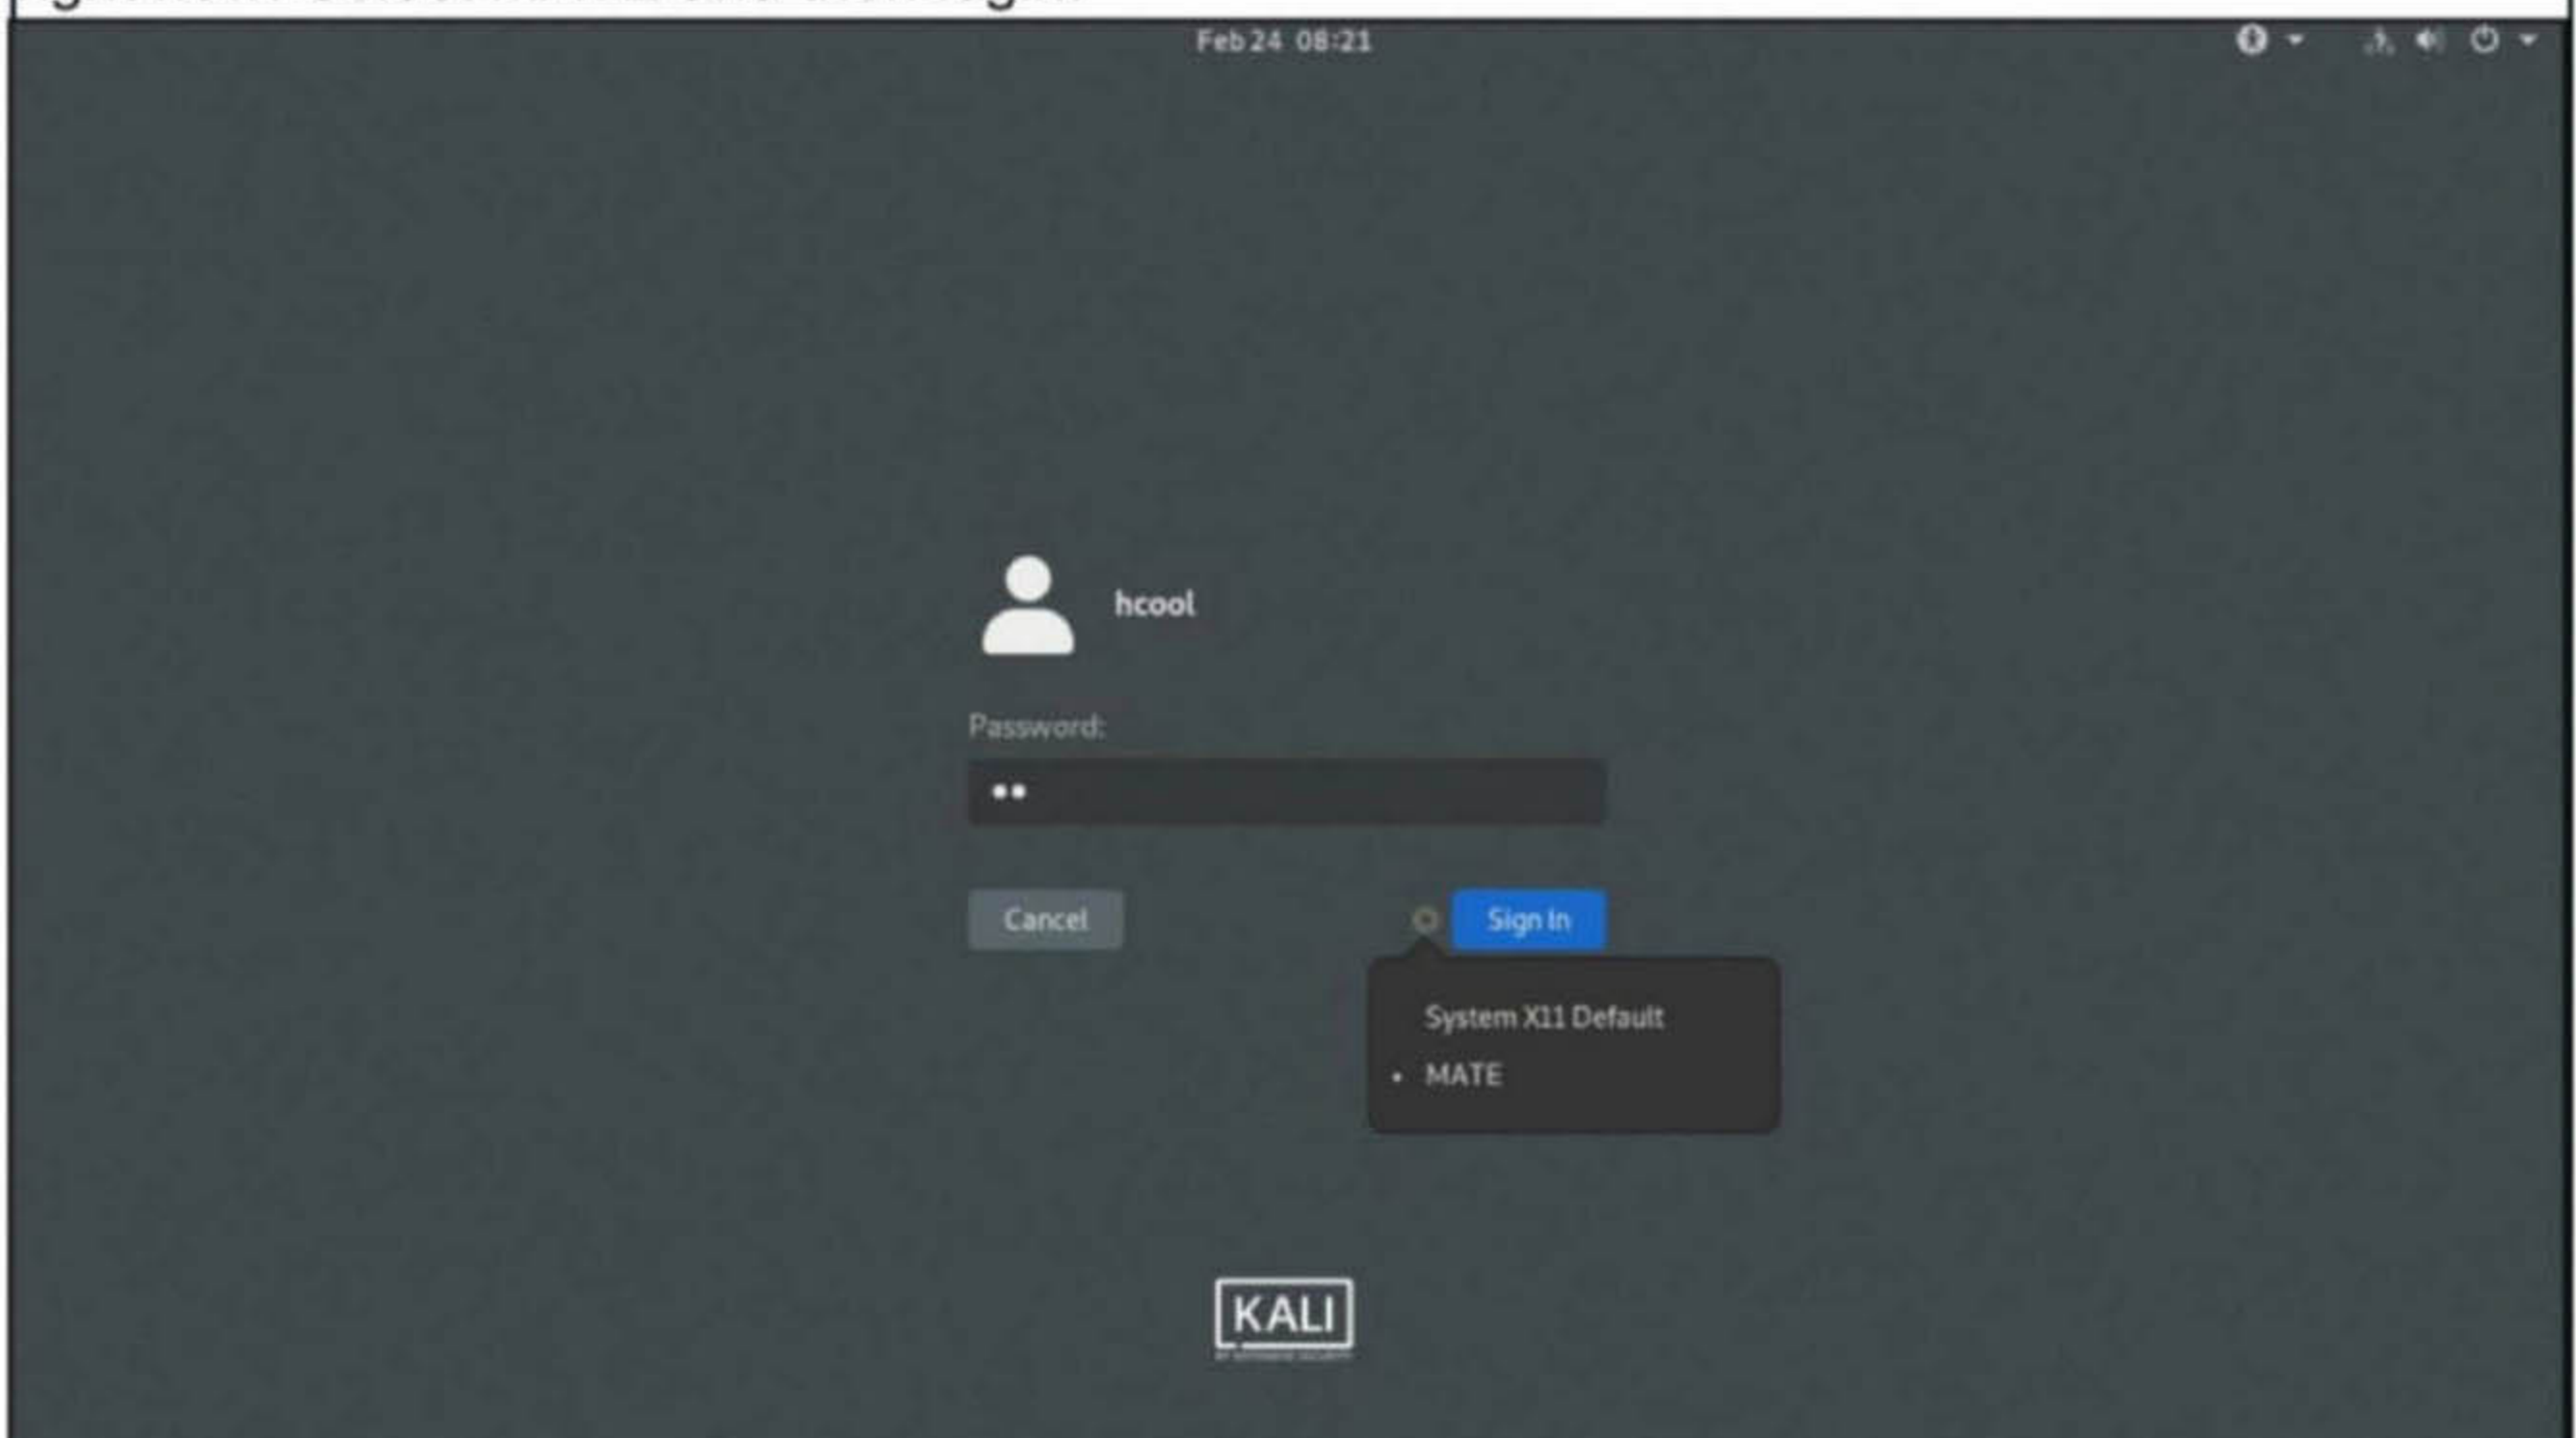 Feb 24 08:21
hcool
Password:
Cancel
Sign In
System X11 Default
• MATE
KALI